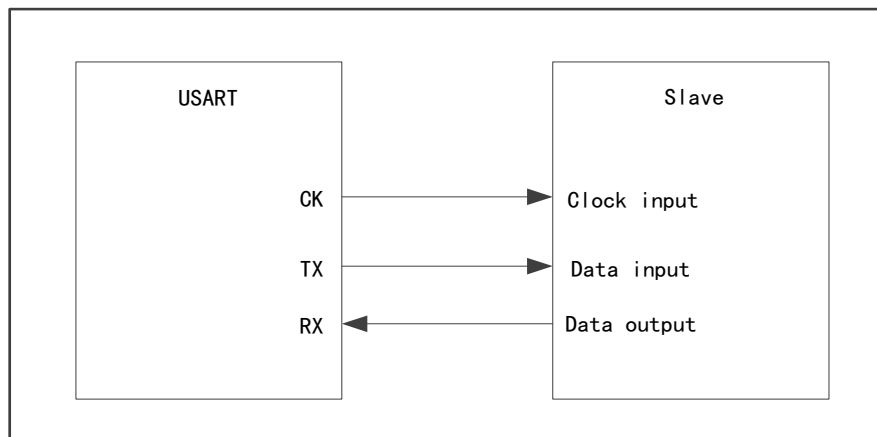 USART
Slave
CK
Clock input
TX
Data input
RX
Data output